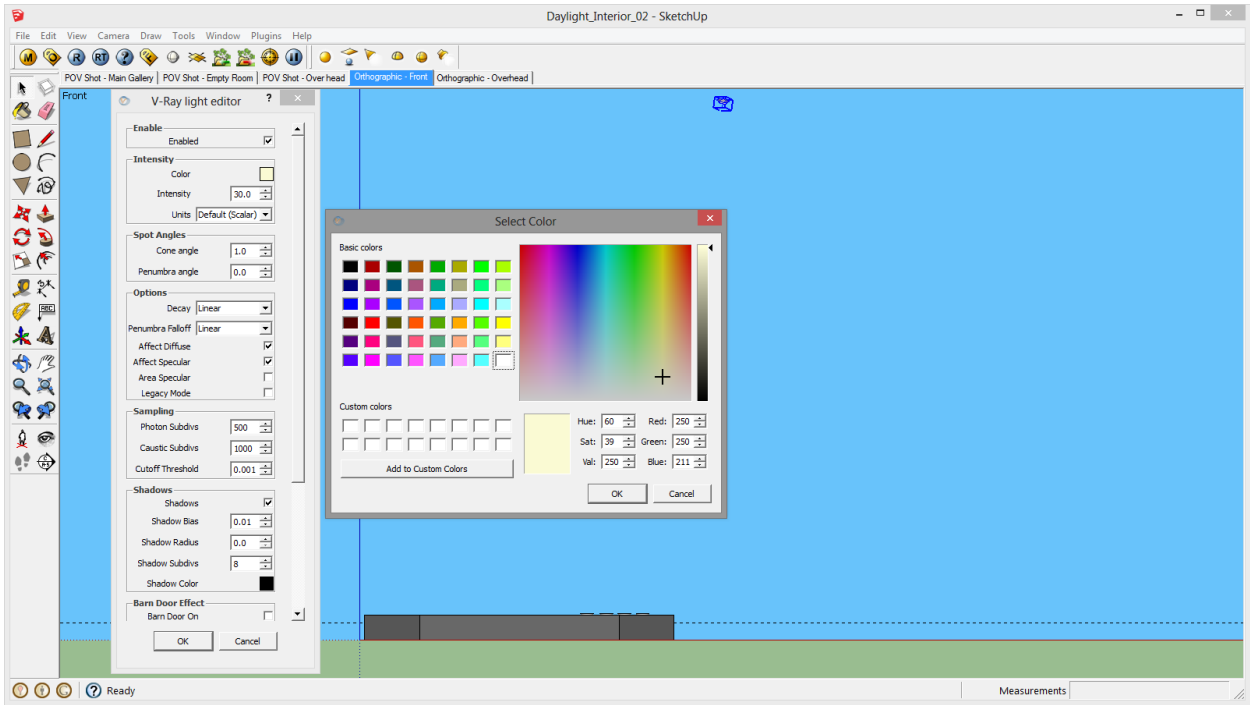 Daylight_Interior_02 - SketchUp
File Edit View Camera Draw Tools Window Plugins Help
M O R RT ?
POV Shot - Main Gallery POV Shot - Empty Room POV Shot - Over head Orthographic - Front Orthographic - Overhead
Front
V-Ray light editor ?
Enable
Enabled
Intensity
Color
Intensity 30.0
Units Default (Scalar)
Spot Angles
Cone angle 1.0
Penumbra angle 0.0
Options
Decay Linear
Penumbra Falloff Linear
Affect Diffuse
Affect Specular
Area Specular
Legacy Mode
Sampling
Photon Subdivs 500
Caustic Subdivs 1000
Cutoff Threshold 0.001
Shadows
Shadows
Shadow Bias 0.01
Shadow Radius 0.0
Shadow Subdivs 8
Shadow Color
Barn Door Effect
Barn Door On
OK Cancel
Select Color
Basic colors
Custom colors
Add to Custom Colors
Hue: 60 Red: 250
Sat: 39 Green: 250
Val: 250 Blue: 211
OK Cancel
? Ready
Measurements